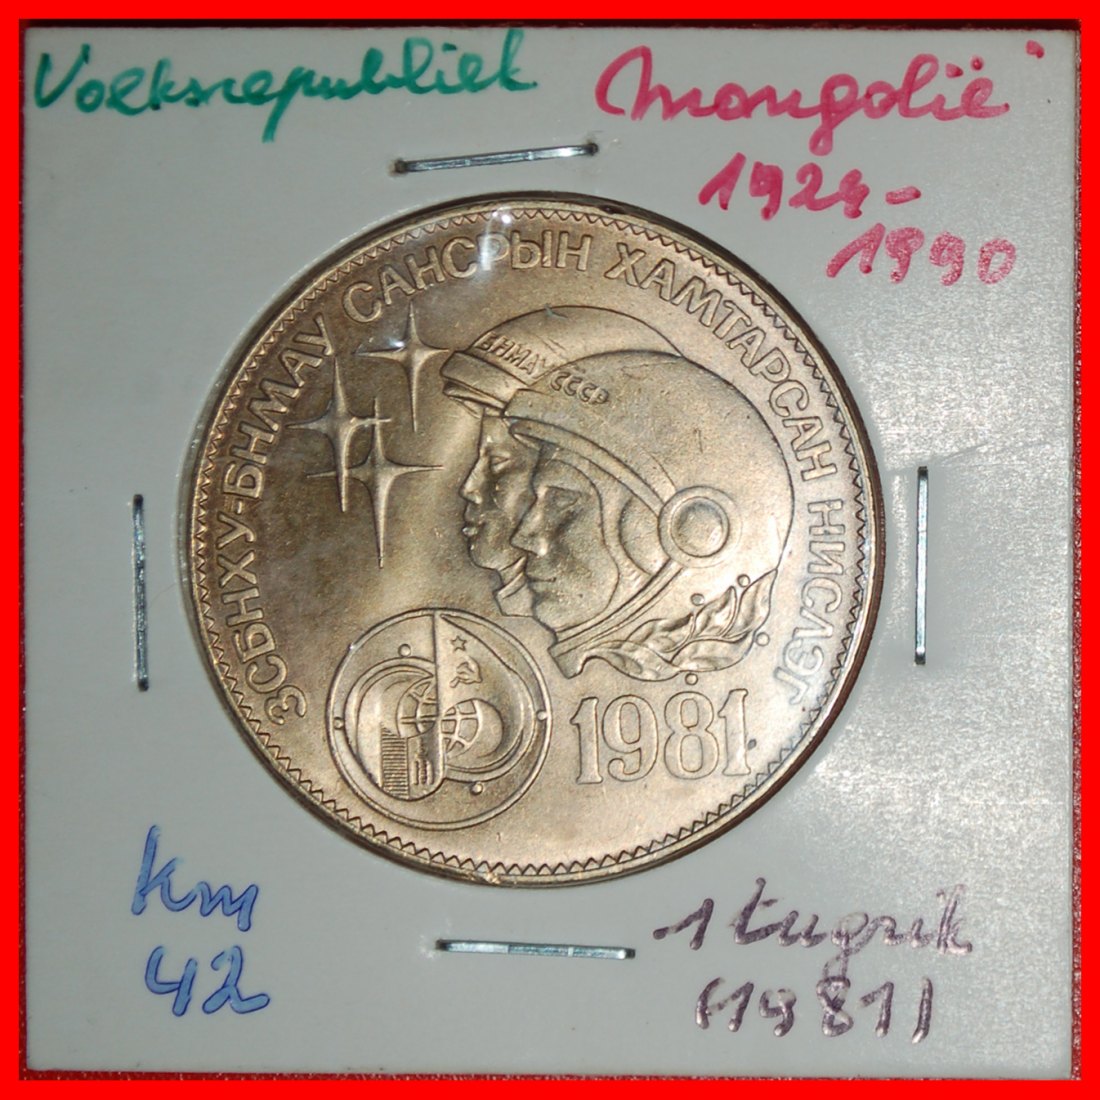 Volksrepubliek
Mongolië
1924-
1990
ЗСБНХУ-БНМАУ САНСРЫН ХАМТАРСАН НИСЛЭГ
БНМАУ СССР
1981
Km
42
1 tugrik
(1981)